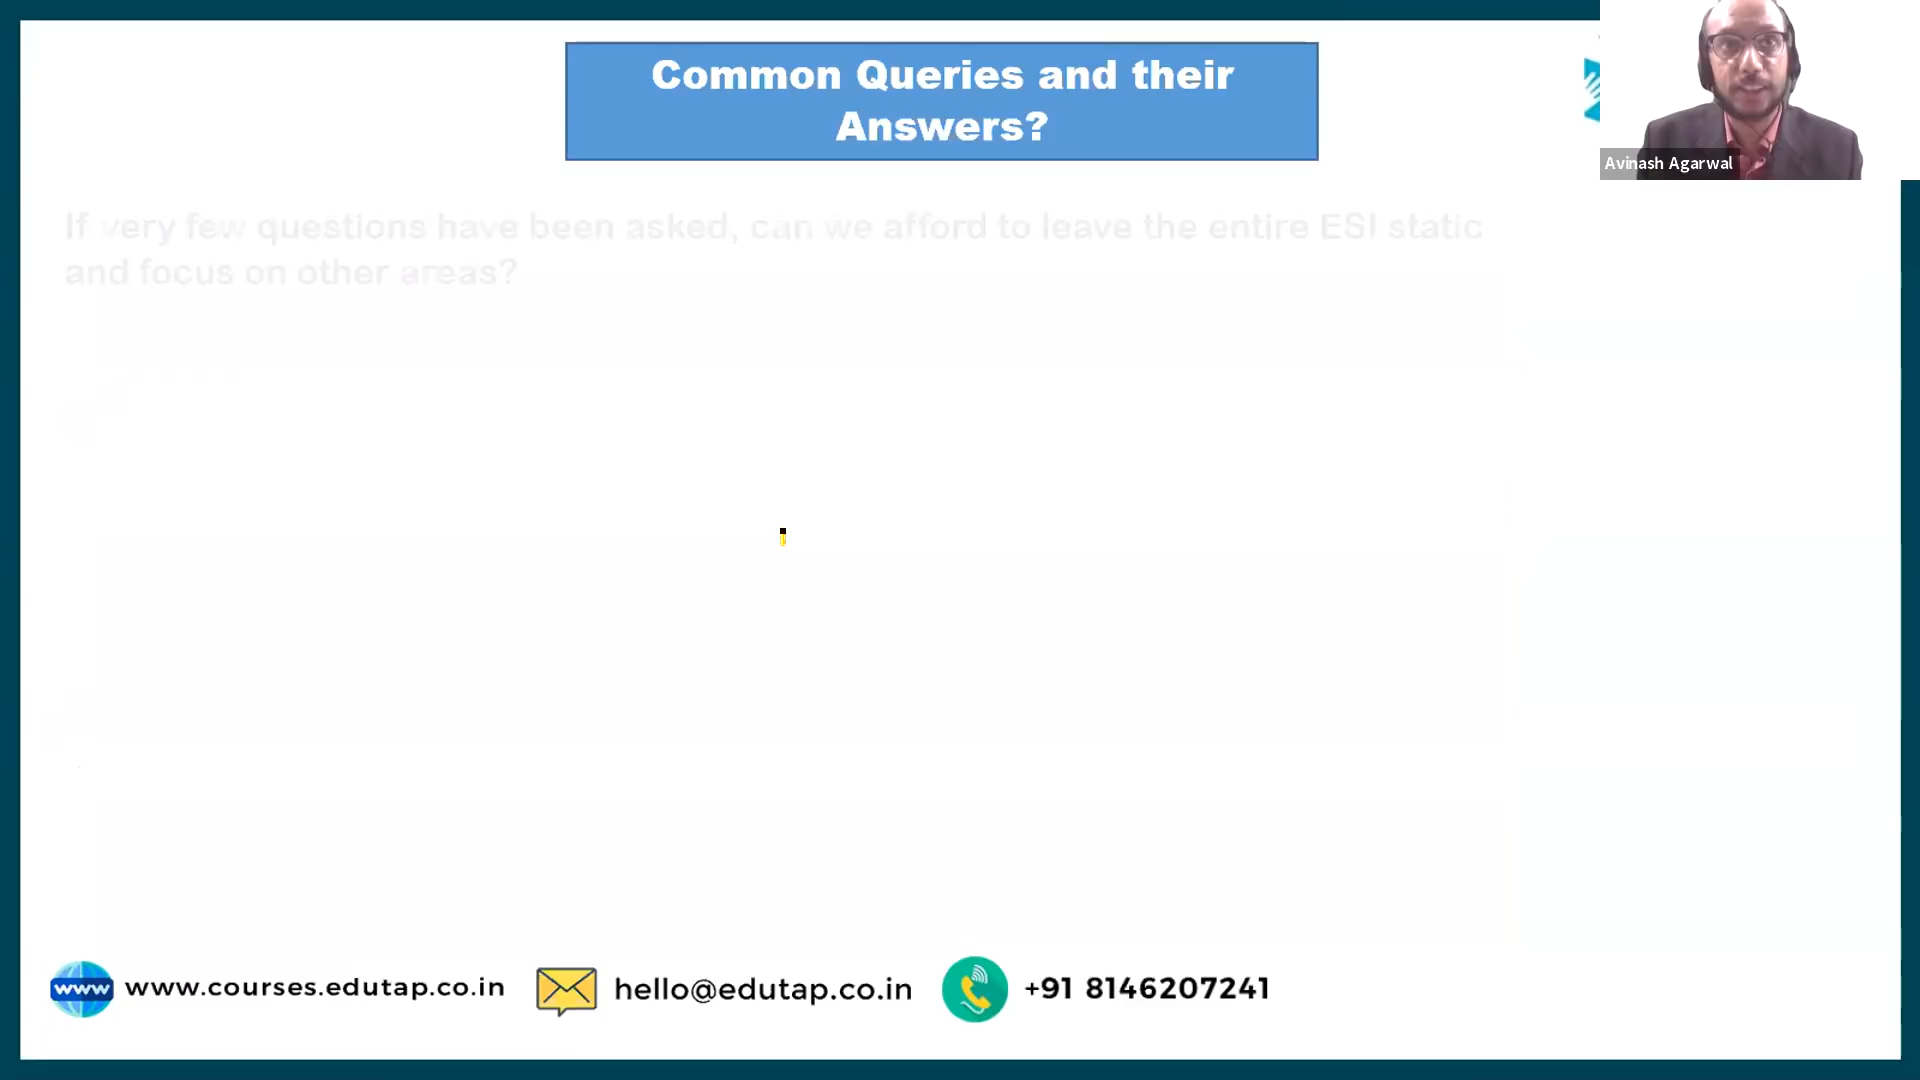 Common Queries and their
Answers?
Avinash Agarwal
If very few questions have been asked, can we afford to leave the entire ESI static
and focus on other areas?
www
www.courses.edutap.co.in
hello@edutap.co.in
+91 8146207241